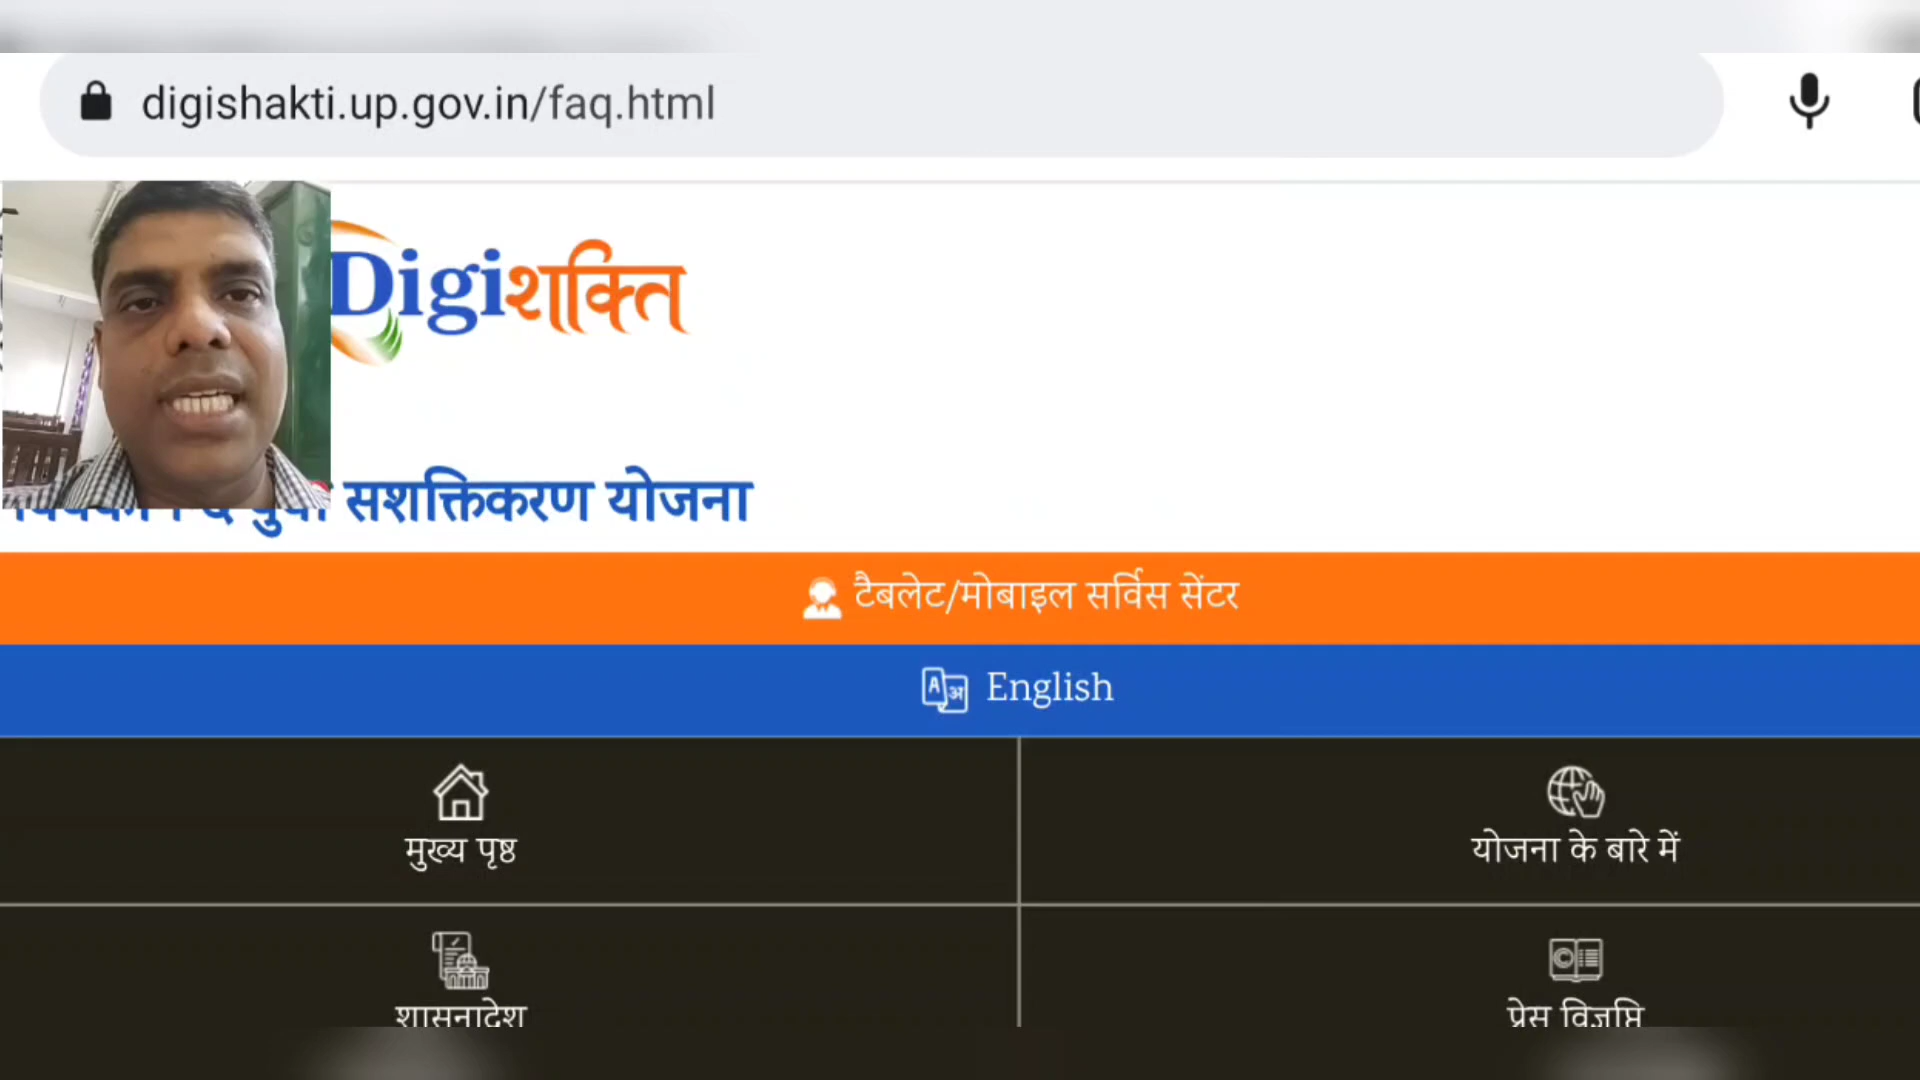 digishakti.up.gov.in/faq.html
Digiशक्ति
सशक्तिकरण योजना
टैबलेट/मोबाइल सर्विस सेंटर
English
मुख्य पृष्ठ
योजना के बारे में
शासनादेश
प्रेस विज्ञप्ति